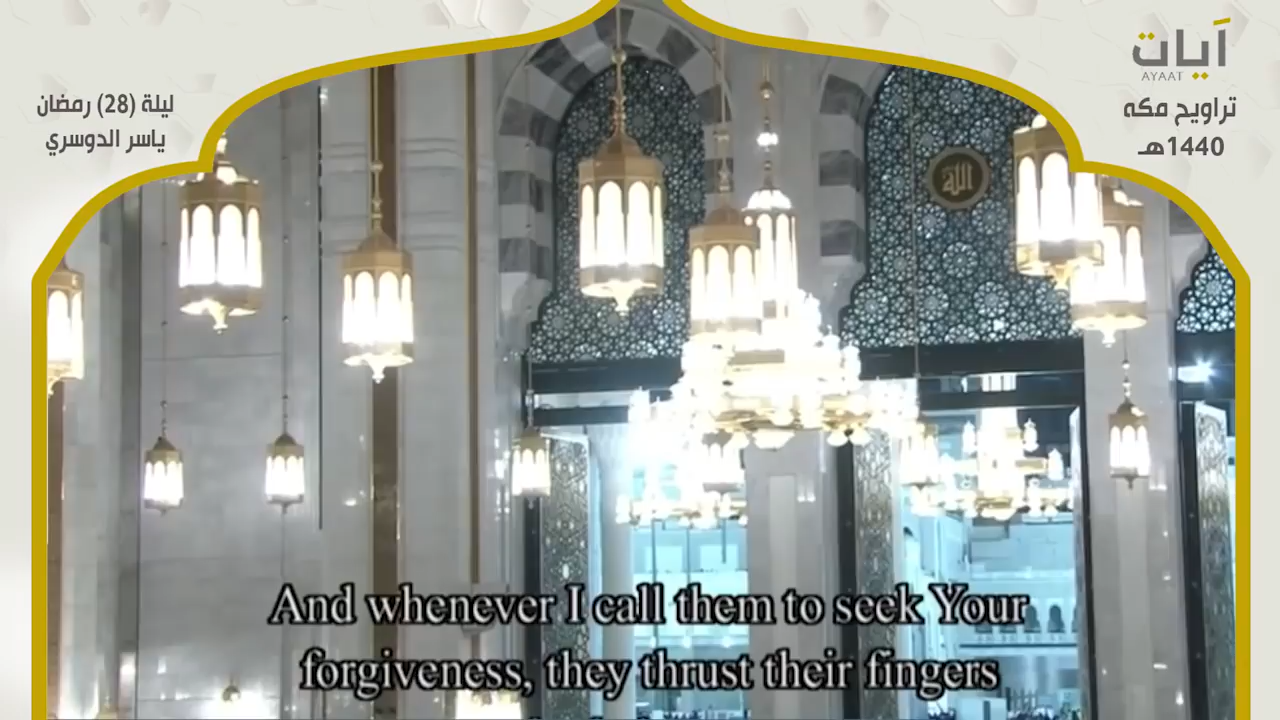 آيات
AYAAT
تراويح مكه
1440هـ
ليلة (28) رمضان
ياسر الدوسري
الله
And whenever I call them to seek Your
forgiveness, they thrust their fingers